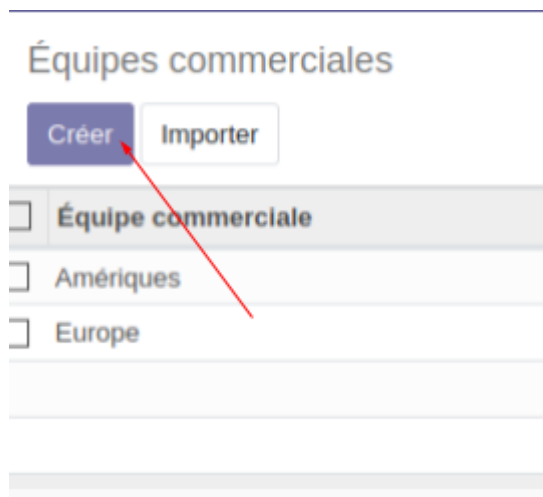 Équipes commerciales
Créer Importer
Équipe commerciale
Amériques
Europe